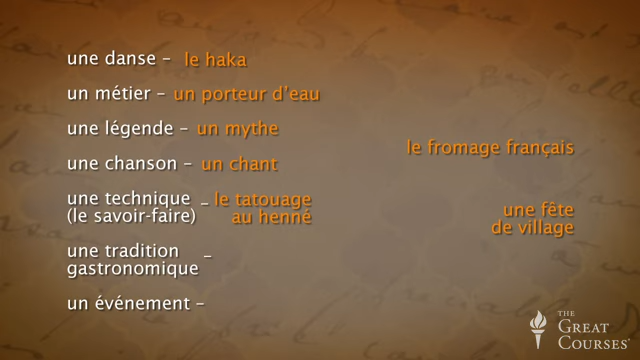 une danse – le haka
un métier – un porteur d'eau
une légende – un mythe
le fromage français
une chanson – un chant
une technique – le tatouage
(le savoir-faire) au henné
une fête
de village
une tradition –
gastronomique
un événement –
THE
GREAT
COURSES®